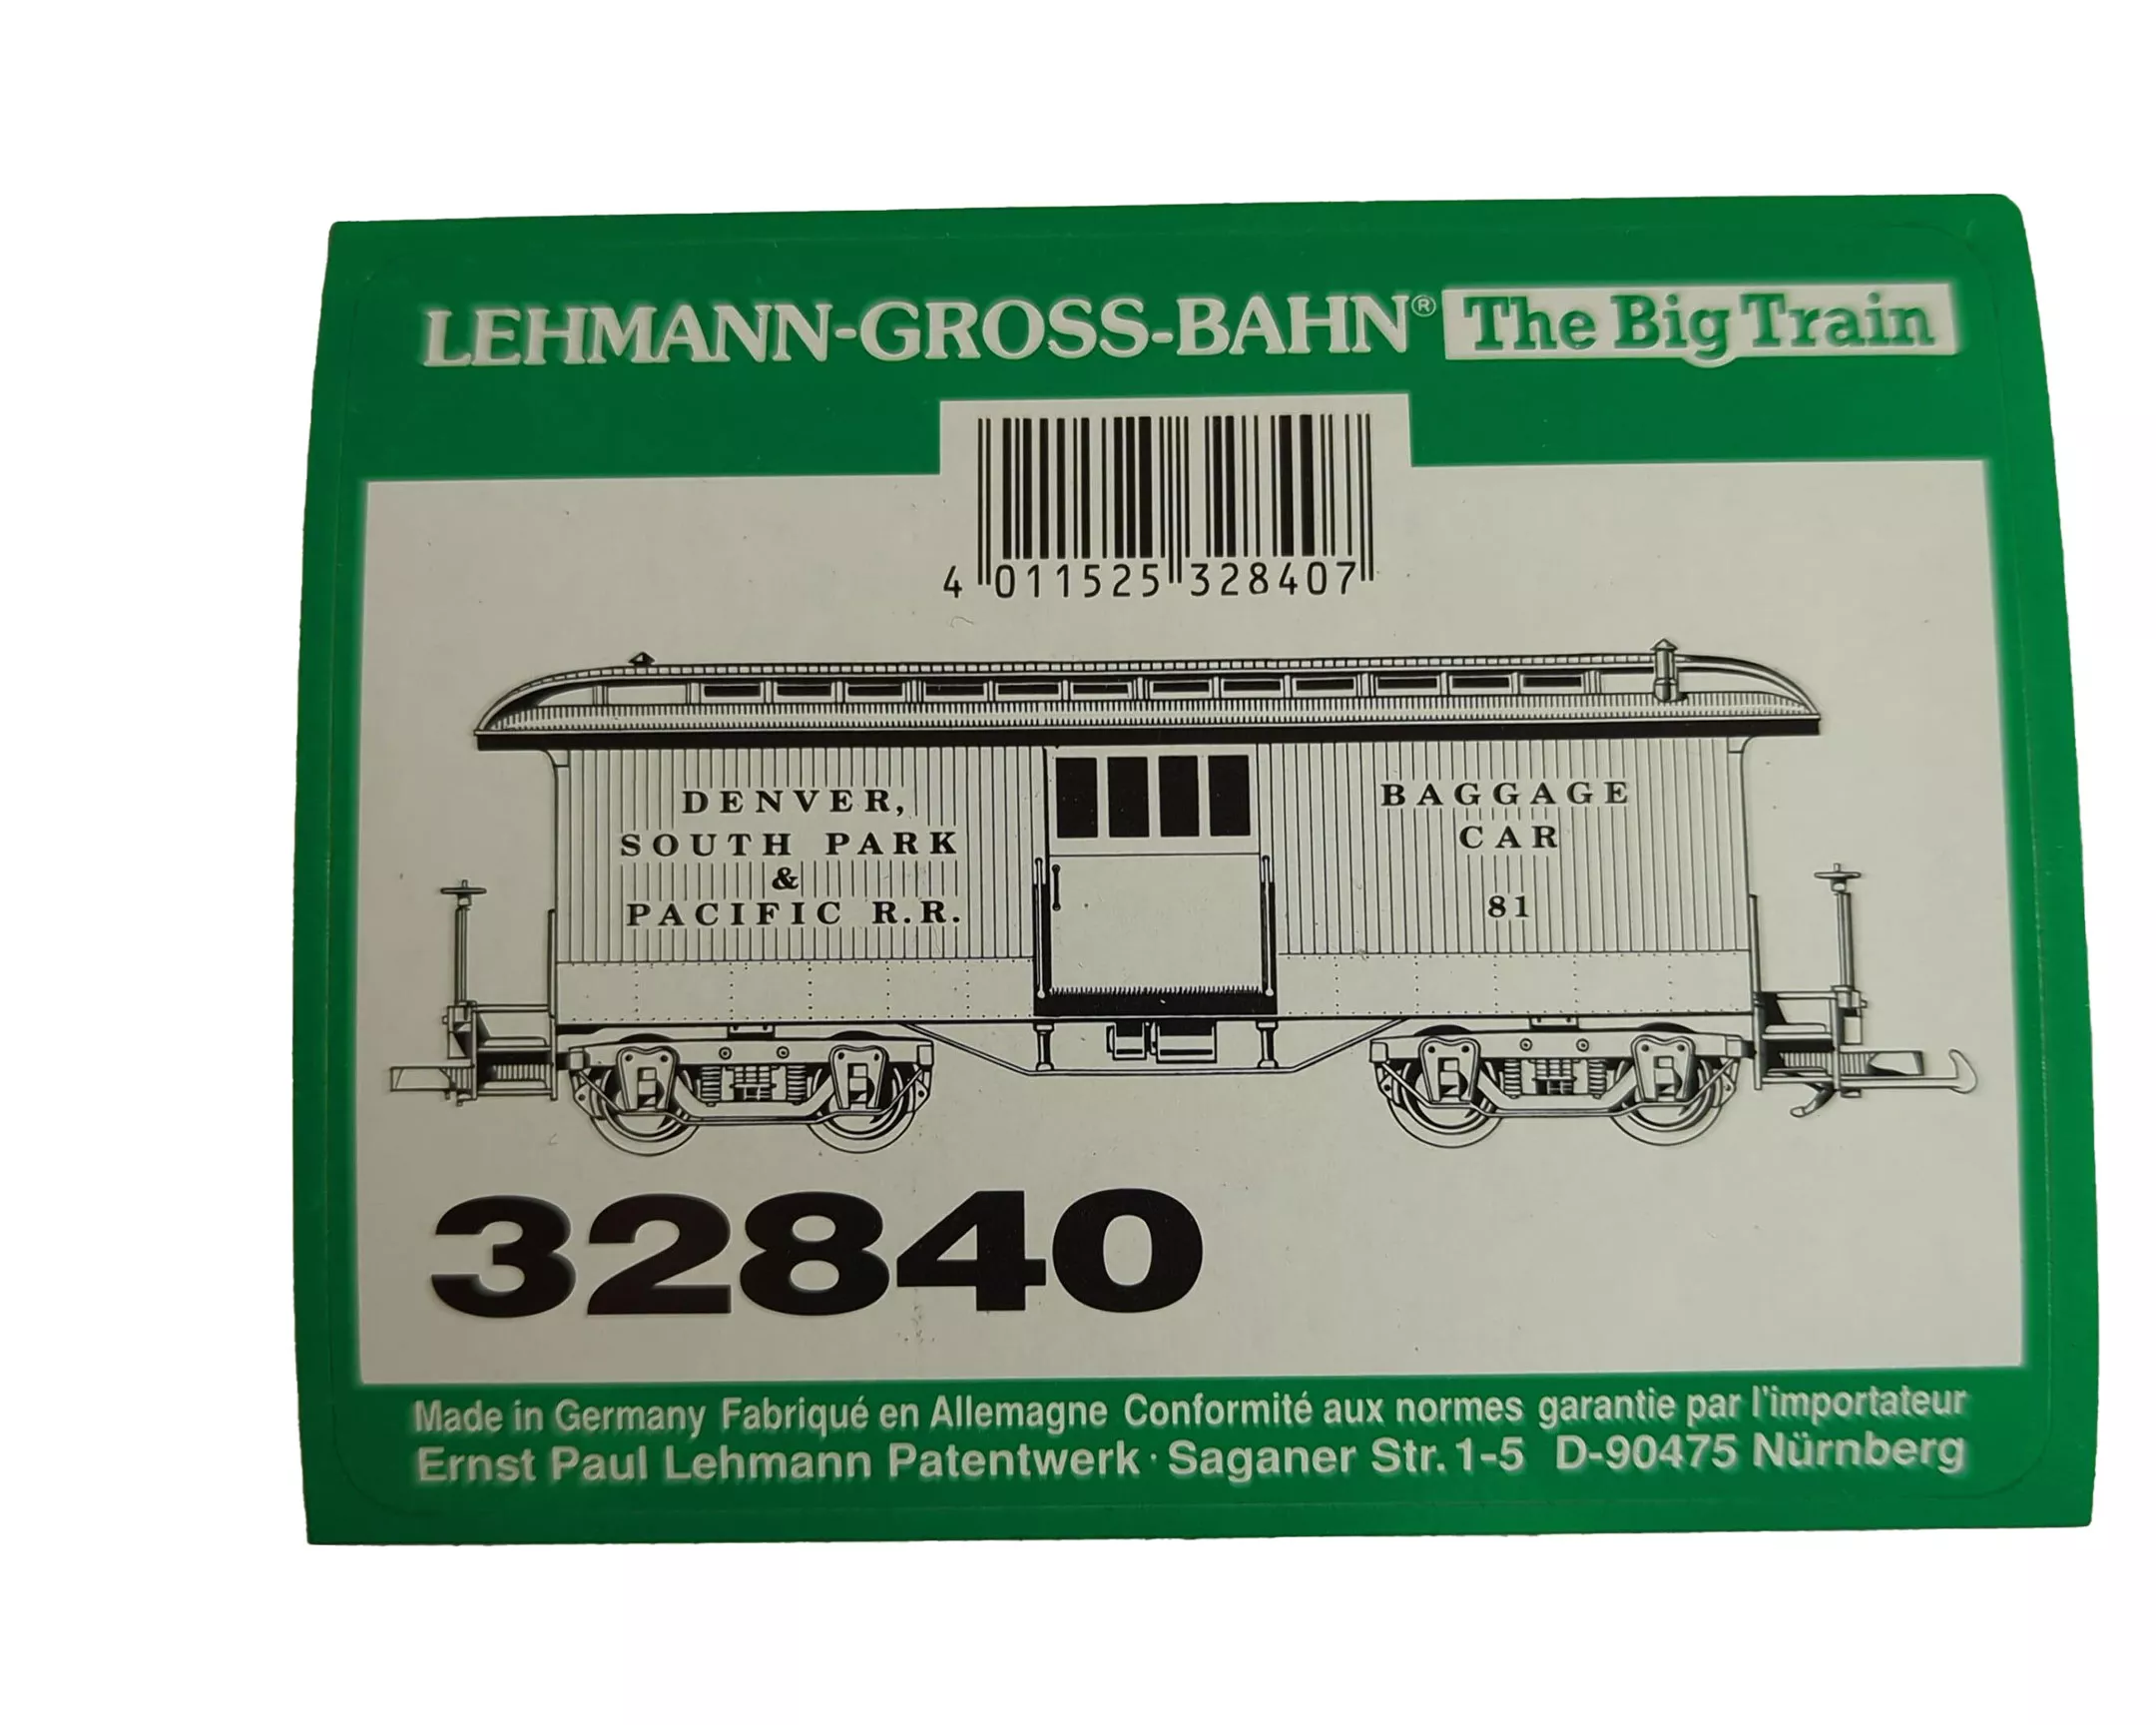 LEHMANN-GROSS-BAHN® The Big Train
4 011525 328407
DENVER,
SOUTH PARK
&
PACIFIC R.R.
BAGGAGE
CAR
81
32840
Made in Germany Fabriqué en Allemagne Conformité aux normes garantie par l'importateur
Ernst Paul Lehmann Patentwerk · Saganer Str. 1-5 D-90475 Nürnberg